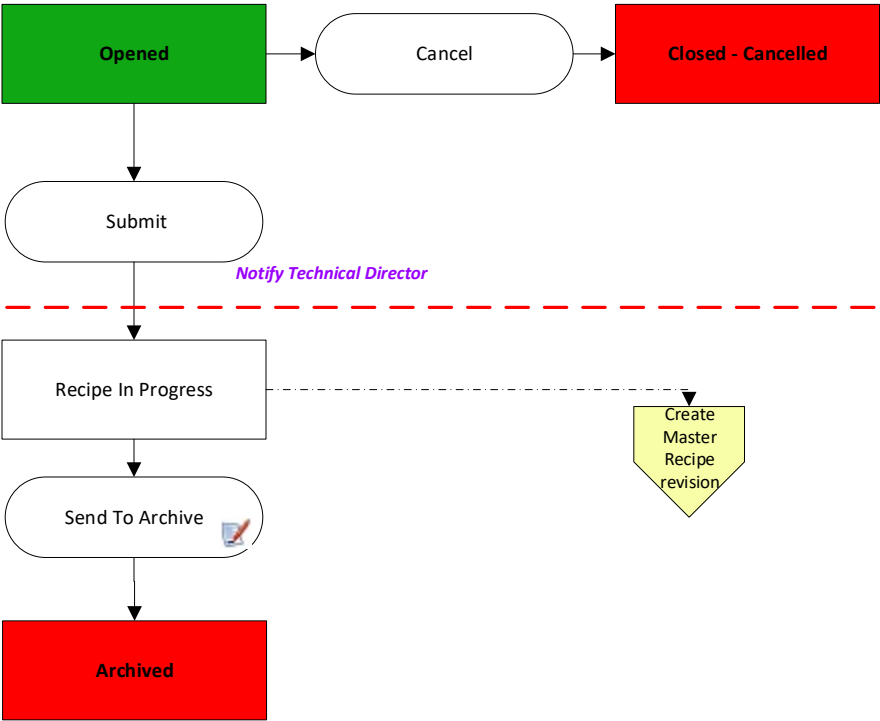 Opened
Cancel
Closed - Cancelled
Submit
Notify Technical Director
Recipe In Progress
Create
Master
Recipe
revision
Send To Archive
Archived